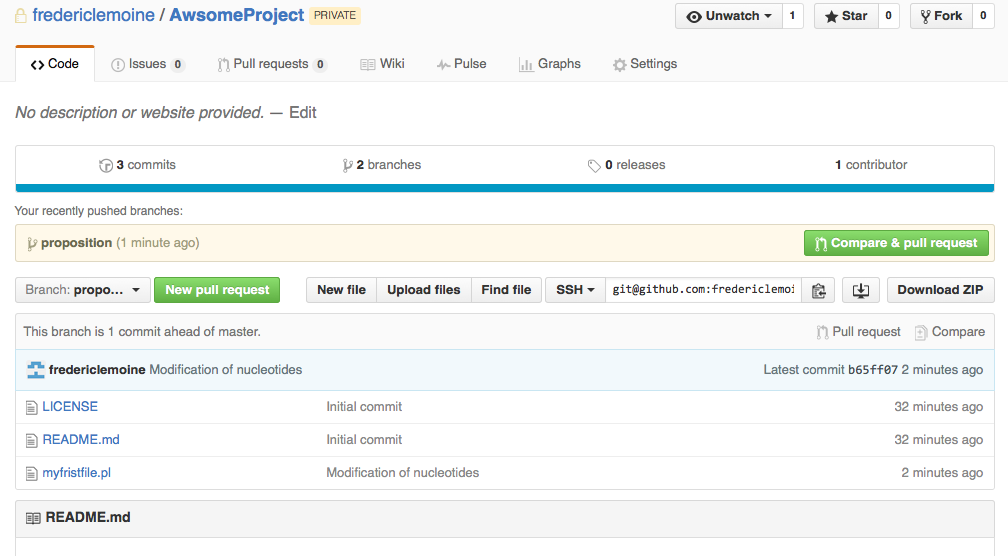 fredericlemoine / AwsomeProject PRIVATE Unwatch 1 Star 0 Fork 0
Code Issues 0 Pull requests 0 Wiki Pulse Graphs Settings
No description or website provided. — Edit
3 commits 2 branches 0 releases 1 contributor
Your recently pushed branches:
proposition (1 minute ago) Compare & pull request
Branch: propo... New pull request New file Upload files Find file SSH git@github.com:fredericlemoi Download ZIP
This branch is 1 commit ahead of master. Pull request Compare
fredericlemoine Modification of nucleotides Latest commit b65ff07 2 minutes ago
LICENSE Initial commit 32 minutes ago
README.md Initial commit 32 minutes ago
myfristfile.pl Modification of nucleotides 2 minutes ago
README.md